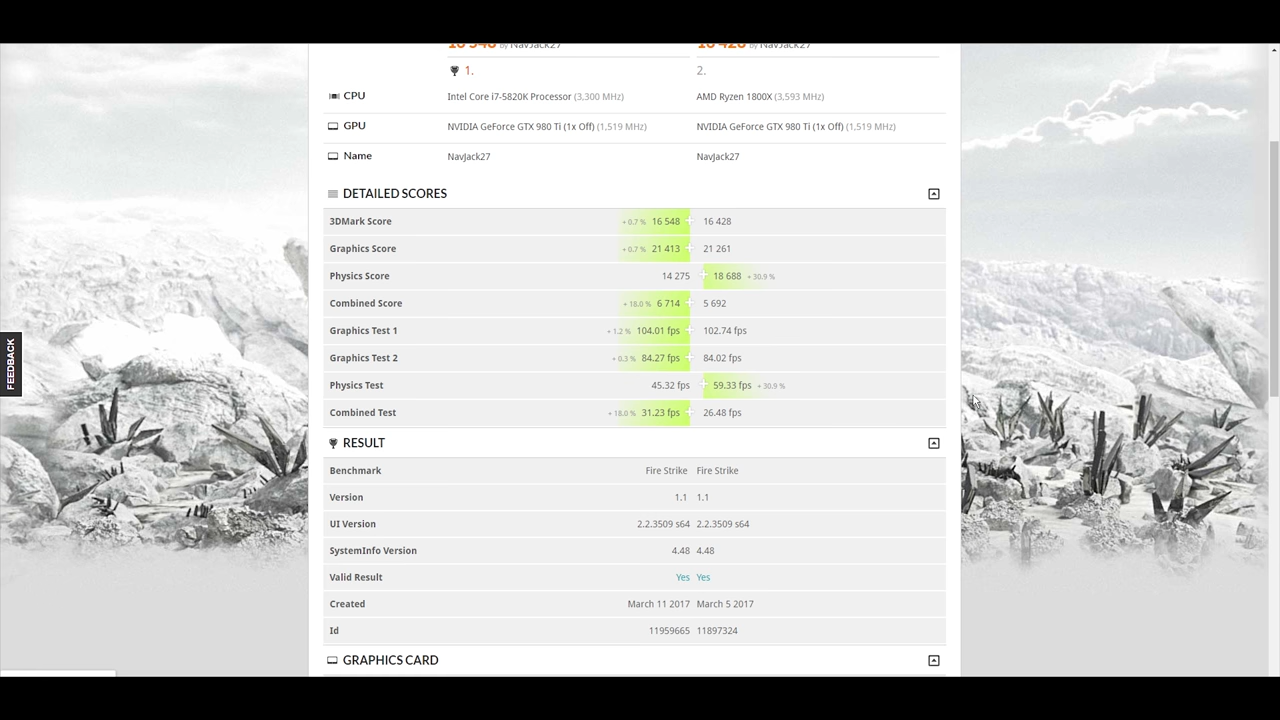 16 548 by NavJack27 16 428 by NavJack27
1. 2.
CPU Intel Core i7-5820K Processor (3,300 MHz) AMD Ryzen 1800X (3,593 MHz)
GPU NVIDIA GeForce GTX 980 Ti (1x Off) (1,519 MHz) NVIDIA GeForce GTX 980 Ti (1x Off) (1,519 MHz)
Name NavJack27 NavJack27
DETAILED SCORES
3DMark Score + 0.7 % 16 548 16 428
Graphics Score + 0.7 % 21 413 21 261
Physics Score 14 275 18 688 + 30.9 %
Combined Score + 18.0 % 6 714 5 692
Graphics Test 1 + 1.2 % 104.01 fps 102.74 fps
Graphics Test 2 + 0.3 % 84.27 fps 84.02 fps
Physics Test 45.32 fps 59.33 fps + 30.9 %
Combined Test + 18.0 % 31.23 fps 26.48 fps
FEEDBACK
RESULT
Benchmark Fire Strike Fire Strike
Version 1.1 1.1
UI Version 2.2.3509 s64 2.2.3509 s64
SystemInfo Version 4.48 4.48
Valid Result Yes Yes
Created March 11 2017 March 5 2017
Id 11959665 11897324
GRAPHICS CARD